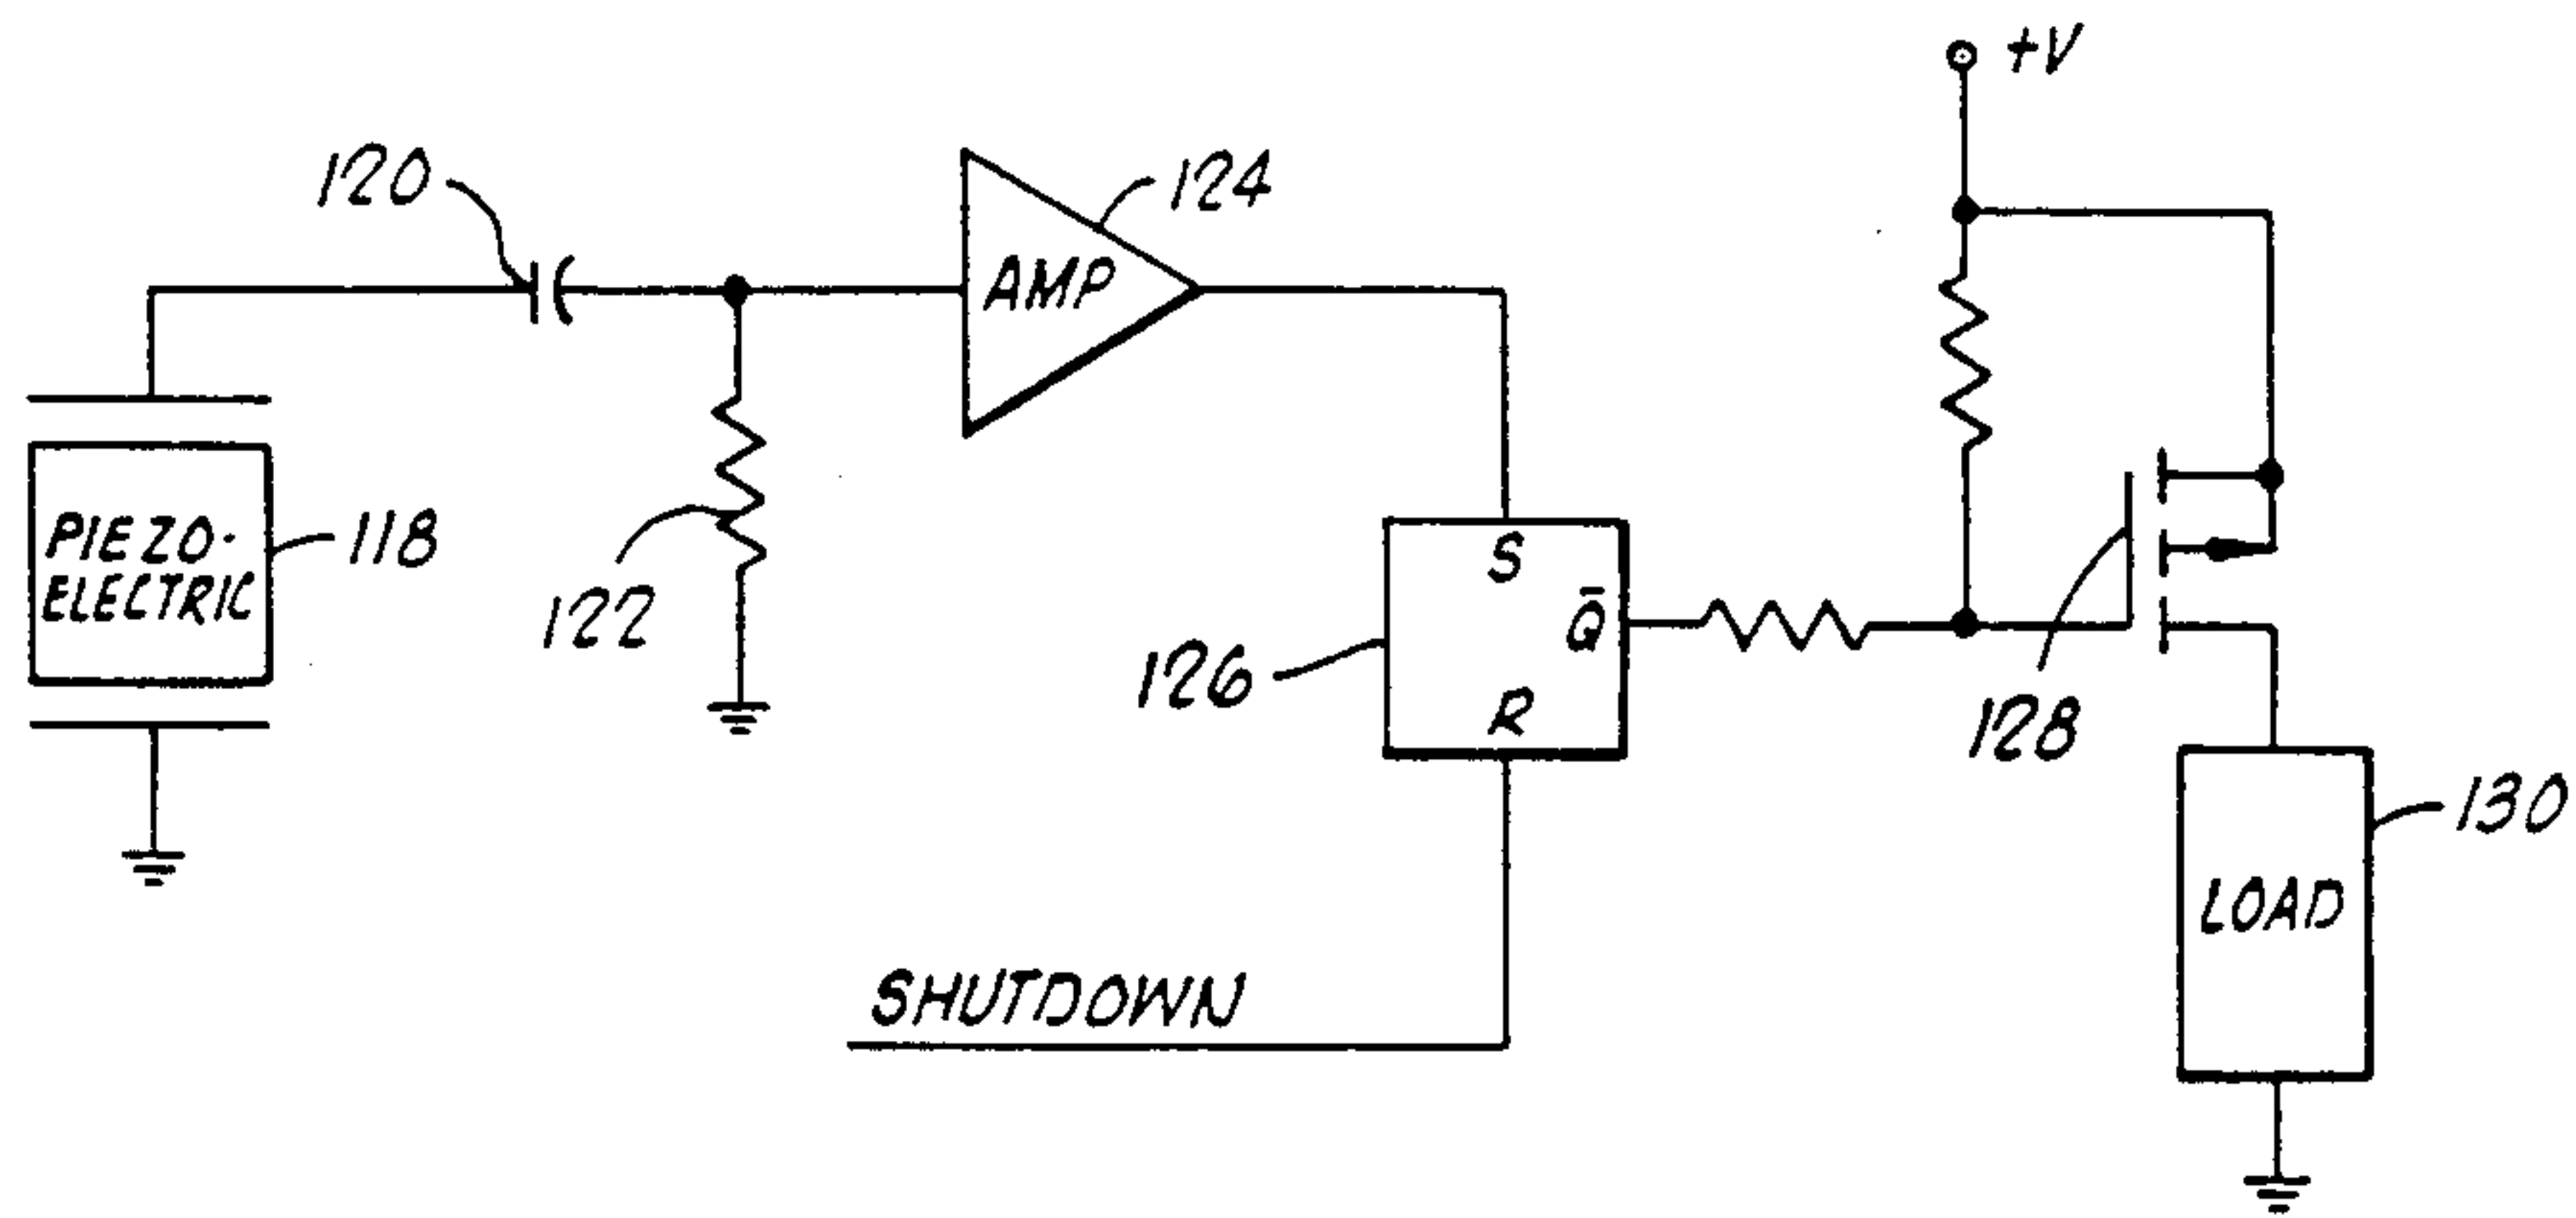 +V
120
124
AMP
PIEZO-
ELECTRIC
118
122
S
Q̄
R
126
128
130
LOAD
SHUTDOWN